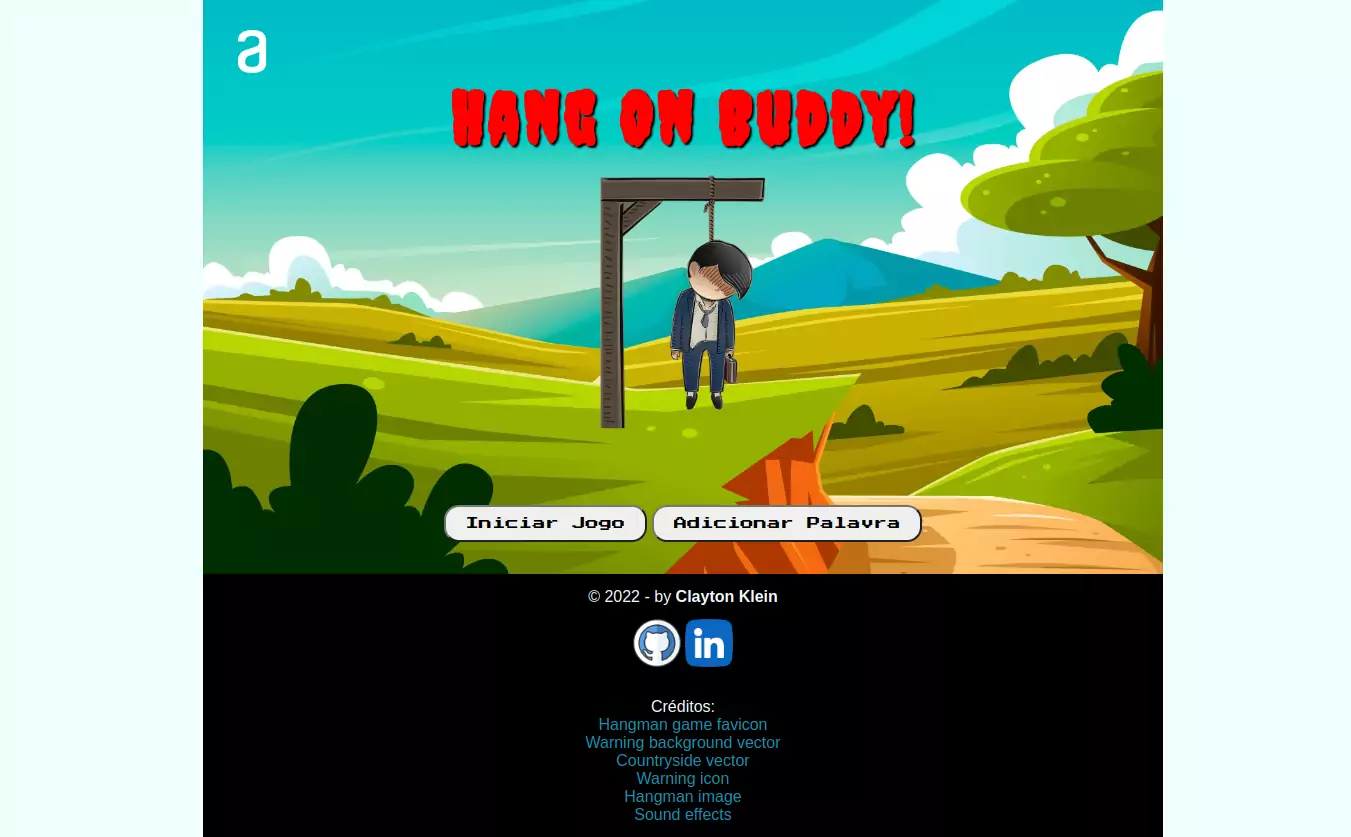 a
HANG ON BUDDY!
Iniciar Jogo
Adicionar Palavra
© 2022 - by Clayton Klein
in
Créditos:
Hangman game favicon
Warning background vector
Countryside vector
Warning icon
Hangman image
Sound effects